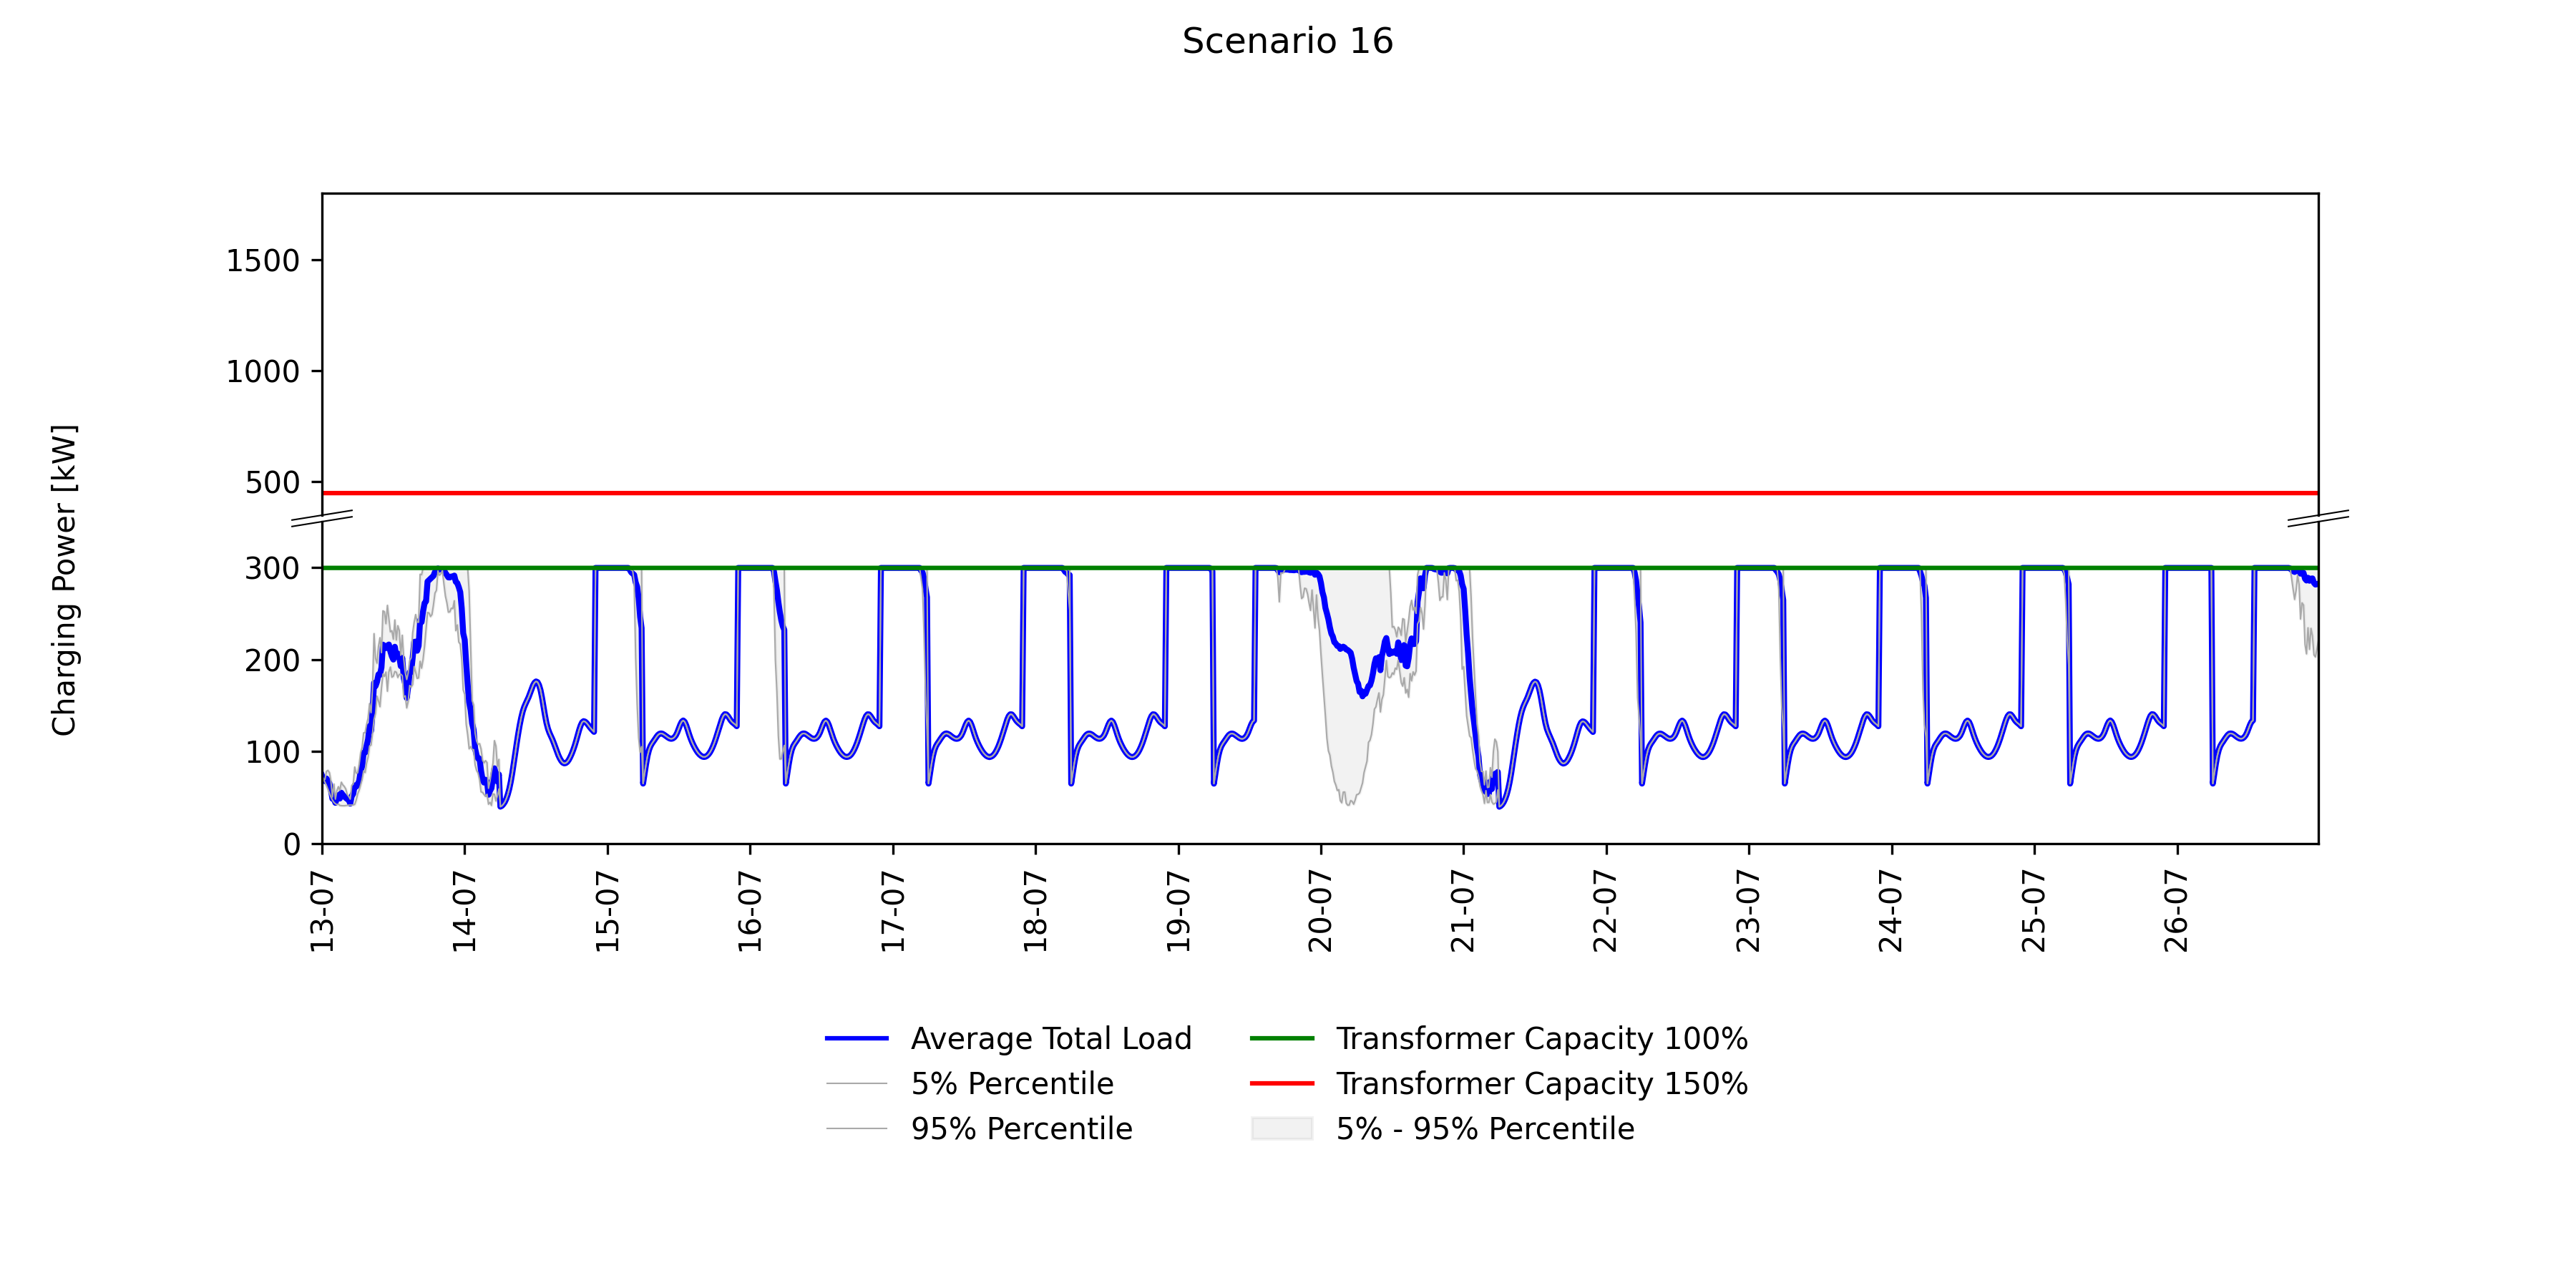 Scenario 16
Charging Power [kW]
1500
1000
500
300
200
100
0
13-07
14-07
15-07
16-07
17-07
18-07
19-07
20-07
21-07
22-07
23-07
24-07
25-07
26-07
Average Total Load
5% Percentile
95% Percentile
Transformer Capacity 100%
Transformer Capacity 150%
5% - 95% Percentile